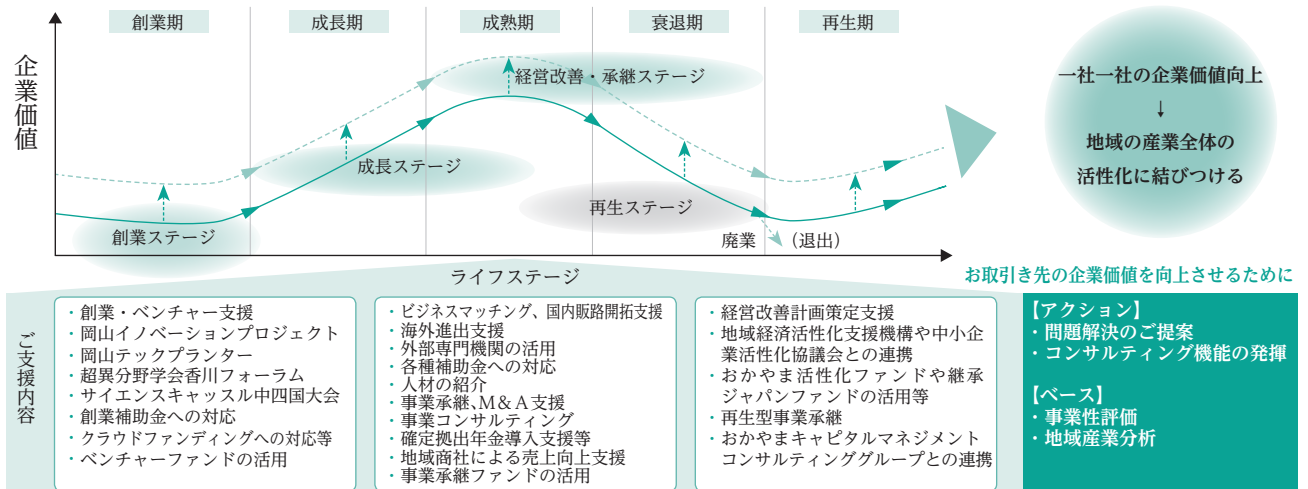 創業期
成長期
成熟期
衰退期
再生期
企業価値
経営改善・承継ステージ
成長ステージ
再生ステージ
創業ステージ
廃業
（退出）
ライフステージ
一社一社の企業価値向上
↓
地域の産業全体の
活性化に結びつける
お取引き先の企業価値を向上させるために
ご支援内容
・創業・ベンチャー支援
・岡山イノベーションプロジェクト
・岡山テックプランター
・超異分野学会香川フォーラム
・サイエンスキャッスル中四国大会
・創業補助金への対応
・クラウドファンディングへの対応等
・ベンチャーファンドの活用
・ビジネスマッチング、国内販路開拓支援
・海外進出支援
・外部専門機関の活用
・各種補助金への対応
・人材の紹介
・事業承継、M＆A支援
・事業コンサルティング
・確定拠出年金導入支援等
・地域商社による売上向上支援
・事業承継ファンドの活用
・経営改善計画策定支援
・地域経済活性化支援機構や中小企
業活性化協議会との連携
・おかやま活性化ファンドや継承
ジャパンファンドの活用等
・再生型事業承継
・おかやまキャピタルマネジメント
コンサルティンググループとの連携
【アクション】
・問題解決のご提案
・コンサルティング機能の発揮
【ベース】
・事業性評価
・地域産業分析